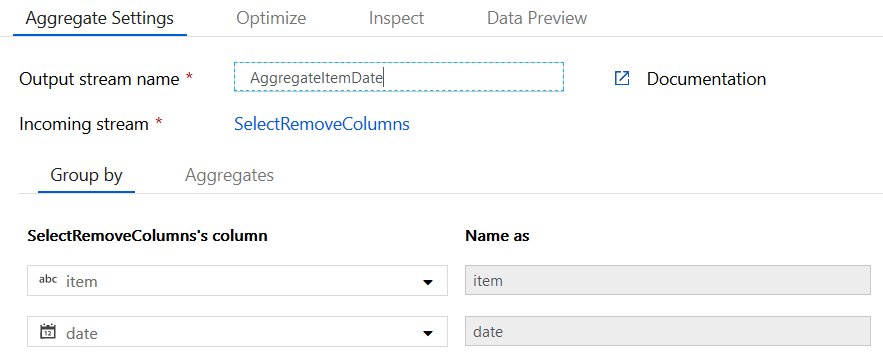 Aggregate Settings Optimize Inspect Data Preview
Output stream name * AggregateItemDate Documentation
Incoming stream * SelectRemoveColumns
Group by Aggregates
SelectRemoveColumns's column Name as
abc item item
12 date date